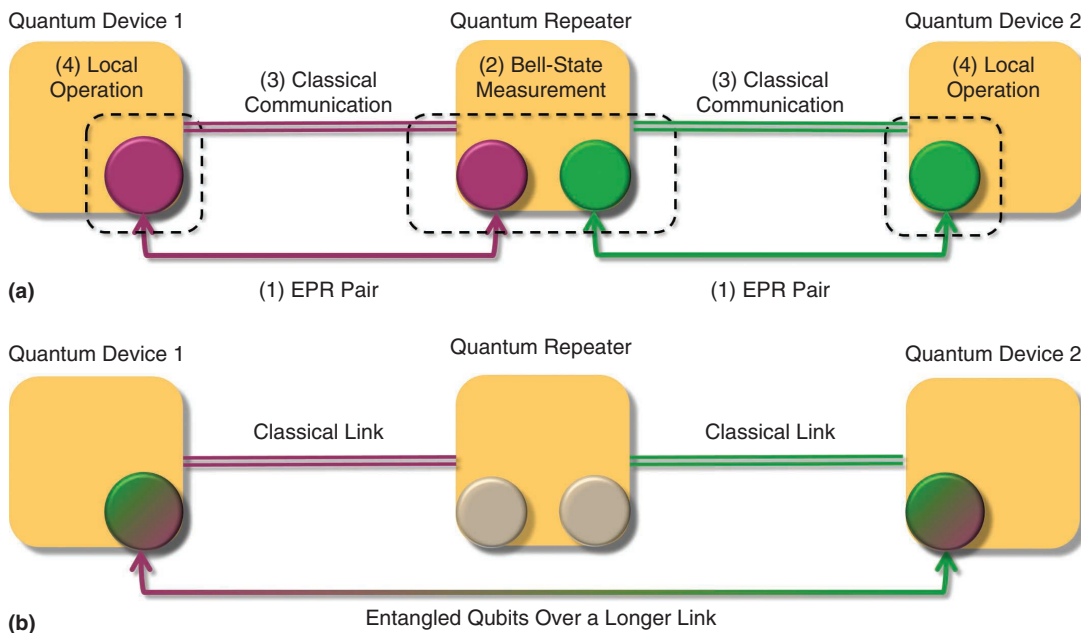 Quantum Device 1
Quantum Repeater
Quantum Device 2
(4) Local
Operation
(3) Classical
Communication
(2) Bell-State
Measurement
(3) Classical
Communication
(4) Local
Operation
(a)
(1) EPR Pair
(1) EPR Pair
Quantum Device 1
Quantum Repeater
Quantum Device 2
Classical Link
Classical Link
(b)
Entangled Qubits Over a Longer Link